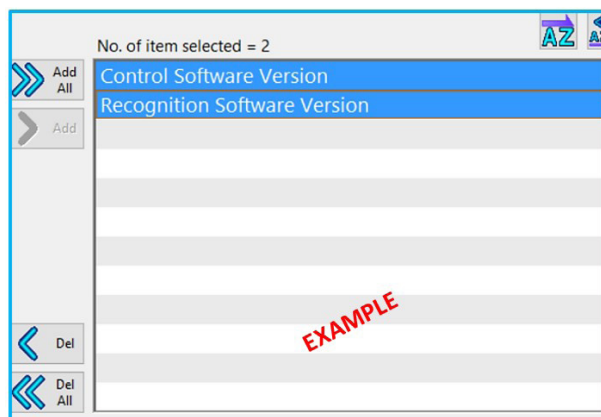 No. of item selected = 2
AZ
Add All
Control Software Version
Recognition Software Version
Add
EXAMPLE
Del
Del All